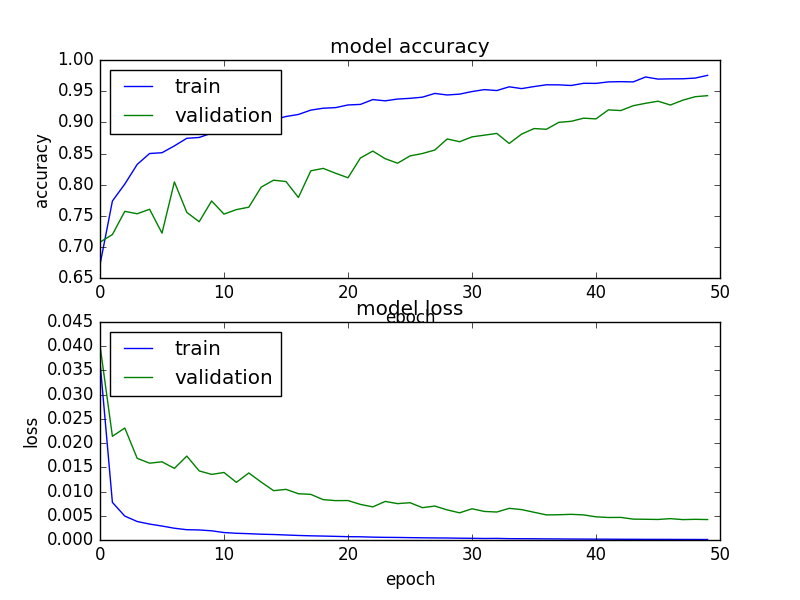 model accuracy
1.00
0.95
0.90
0.85
0.80
0.75
0.70
0.65
accuracy
train
validation
0 10 20 30 40 50
epoch
model loss
0.045
0.040
0.035
0.030
0.025
0.020
0.015
0.010
0.005
0.000
loss
train
validation
0 10 20 30 40 50
epoch